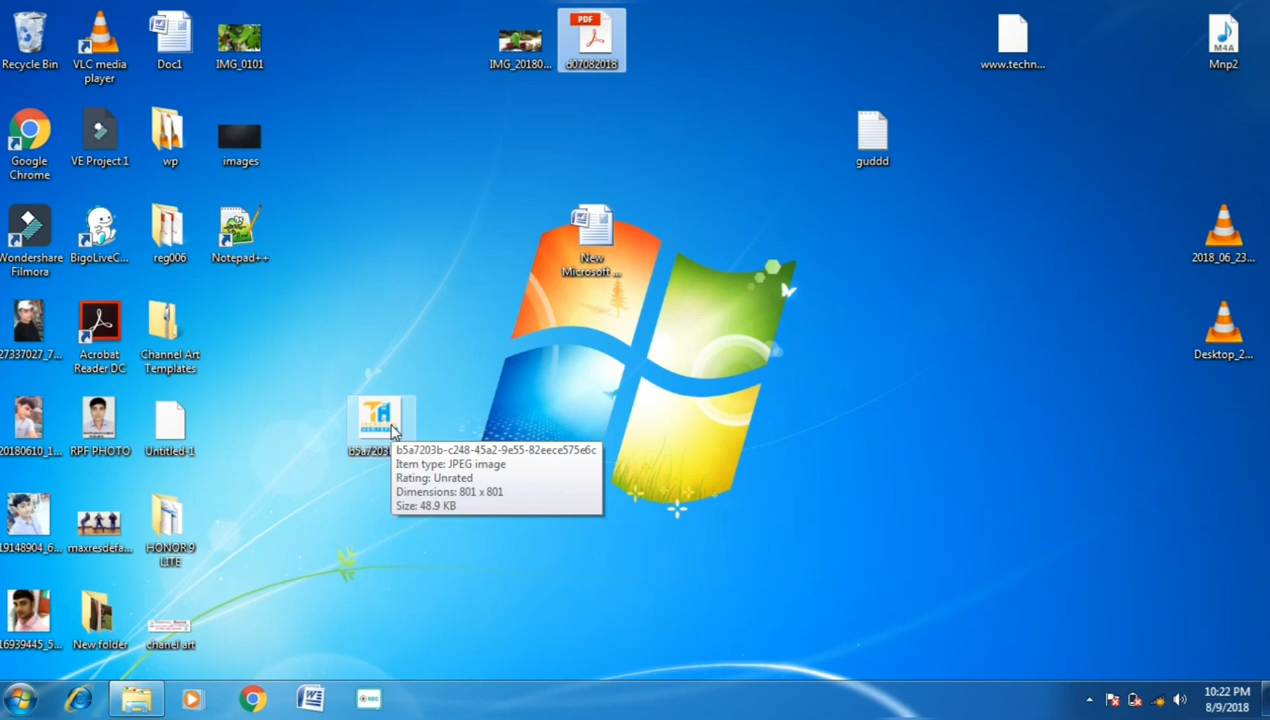 Recycle Bin
VLC media
player
Doc1
IMG_0101
IMG_20180...
PDF
d07082018
www.techn...
M4A
Mnp2
Google
Chrome
VE Project 1
wp
images
guddd
Wondershare
Filmora
BigoLiveC...
reg006
Notepad++
New
Microsoft ...
2018_06_23...
27337027_7...
Acrobat
Reader DC
Channel Art
Templates
Desktop_2...
20180610_1...
RPF PHOTO
Untitled-1
TH
b5a7203b-c248-45a2-9e55-82eece575e6c
Item type: JPEG image
Rating: Unrated
Dimensions: 801 x 801
Size: 48.9 KB
19148904_6...
maxresdefa...
HONOR 9
LITE
16939445_5...
New folder
chanel art
REC
10:22 PM
8/9/2018